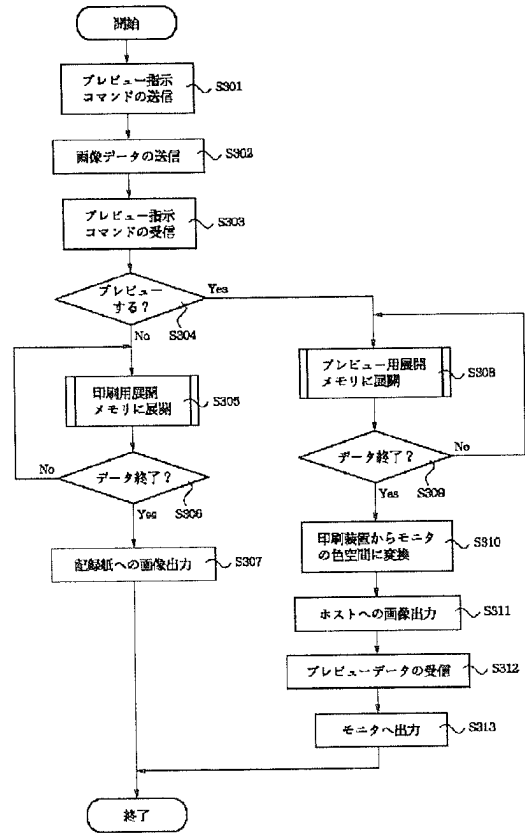 開始
プレビュー指示
コマンドの送信
S301
画像データの送信
S302
プレビュー指示
コマンドの受信
S303
プレビュー
する？
Yes
S304
No
印刷用展開
メモリに展開
S305
データ終了？
No
S306
Yes
記録紙への画像出力
S307
プレビュー用展開
メモリに展開
S308
データ終了？
No
S309
Yes
印刷装置からモニタ
の色空間に変換
S310
ホストへの画像出力
S311
プレビューデータの受信
S312
モニタへ出力
S313
終了